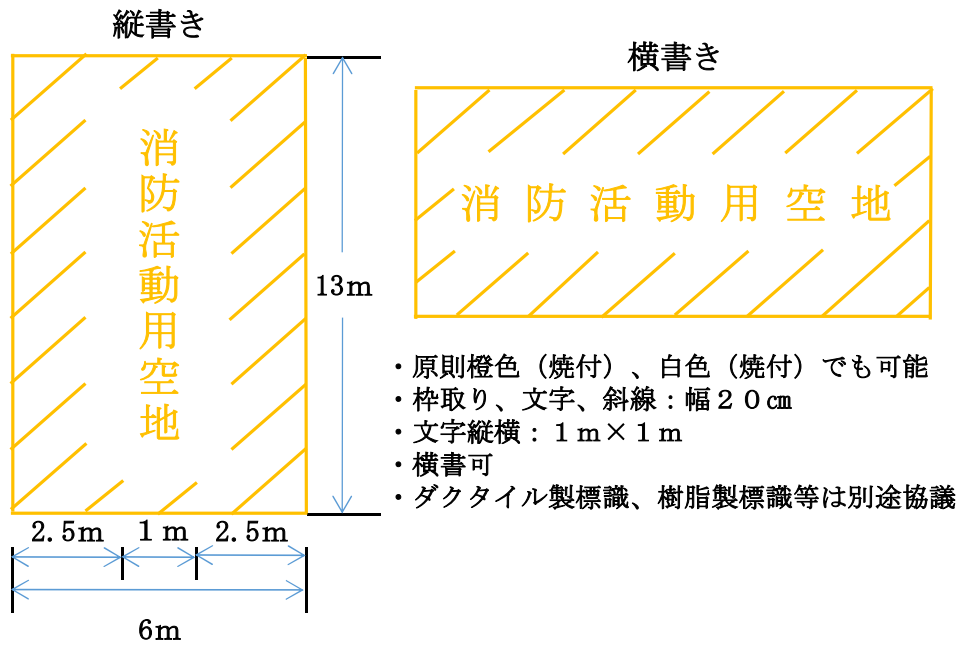 縦書き
消防活動用空地
13m
2.5m
1m
2.5m
6m
横書き
消防活動用空地
・原則橙色（焼付）、白色（焼付）でも可能
・枠取り、文字、斜線：幅２０㎝
・文字縦横：１ｍ×１ｍ
・横書可
・ダクタイル製標識、樹脂製標識等は別途協議